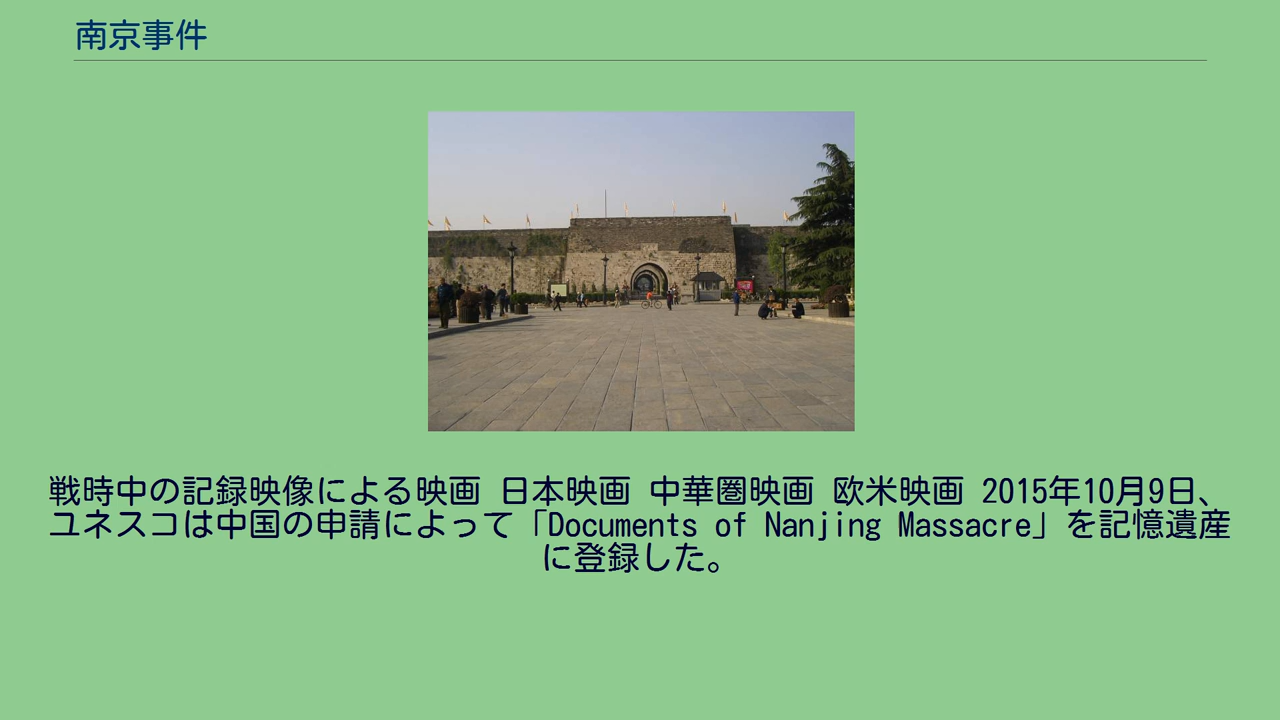 南京事件
戦時中の記録映像による映画 日本映画 中華圏映画 欧米映画 2015年10月9日、
ユネスコは中国の申請によって「Documents of Nanjing Massacre」を記憶遺産
に登録した。